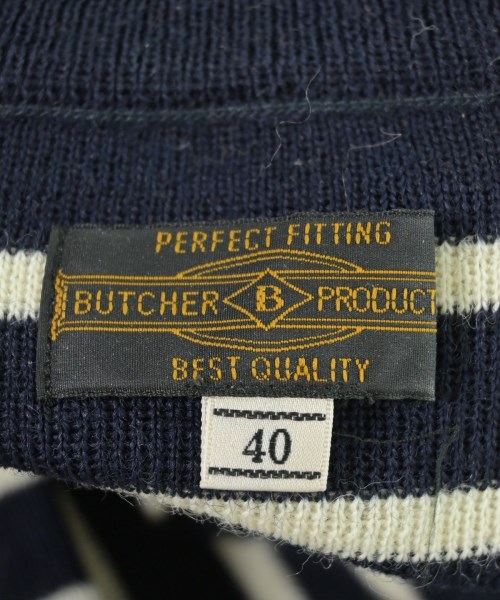 PERFECT FITTING
BUTCHER B PRODUCT
BEST QUALITY
40